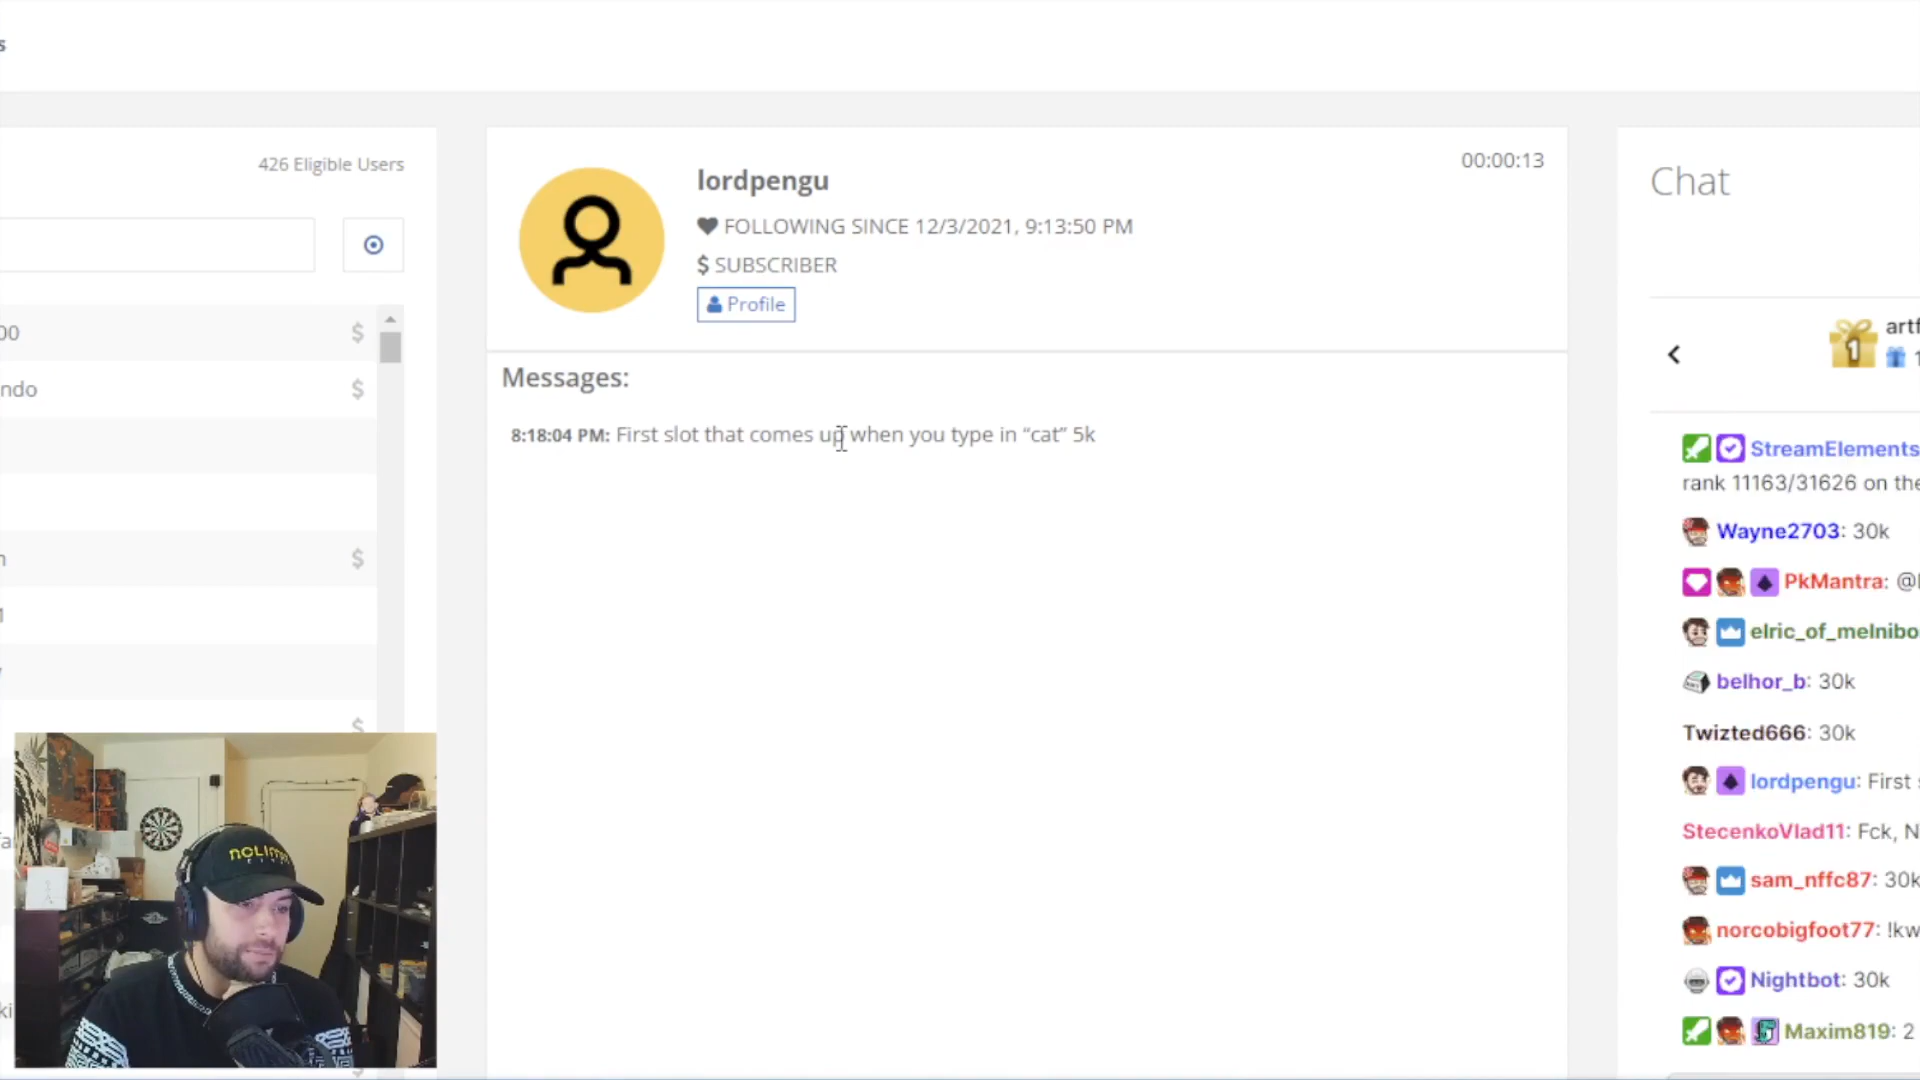 s
426 Eligible Users
00
$
ndo
$
$
$
lordpengu
00:00:13
FOLLOWING SINCE 12/3/2021, 9:13:50 PM
$ SUBSCRIBER
Profile
Messages:
8:18:04 PM: First slot that comes up when you type in “cat” 5k
Chat
1
artf
1
StreamElements
rank 11163/31626 on the
Wayne2703: 30k
PkMantra: @
elric_of_melnibo
belhor_b: 30k
Twizted666: 30k
lordpengu: First s
StecenkoVlad11: Fck, N
sam_nffc87: 30k
norcobigfoot77: !kw
Nightbot: 30k
Maxim819: 2